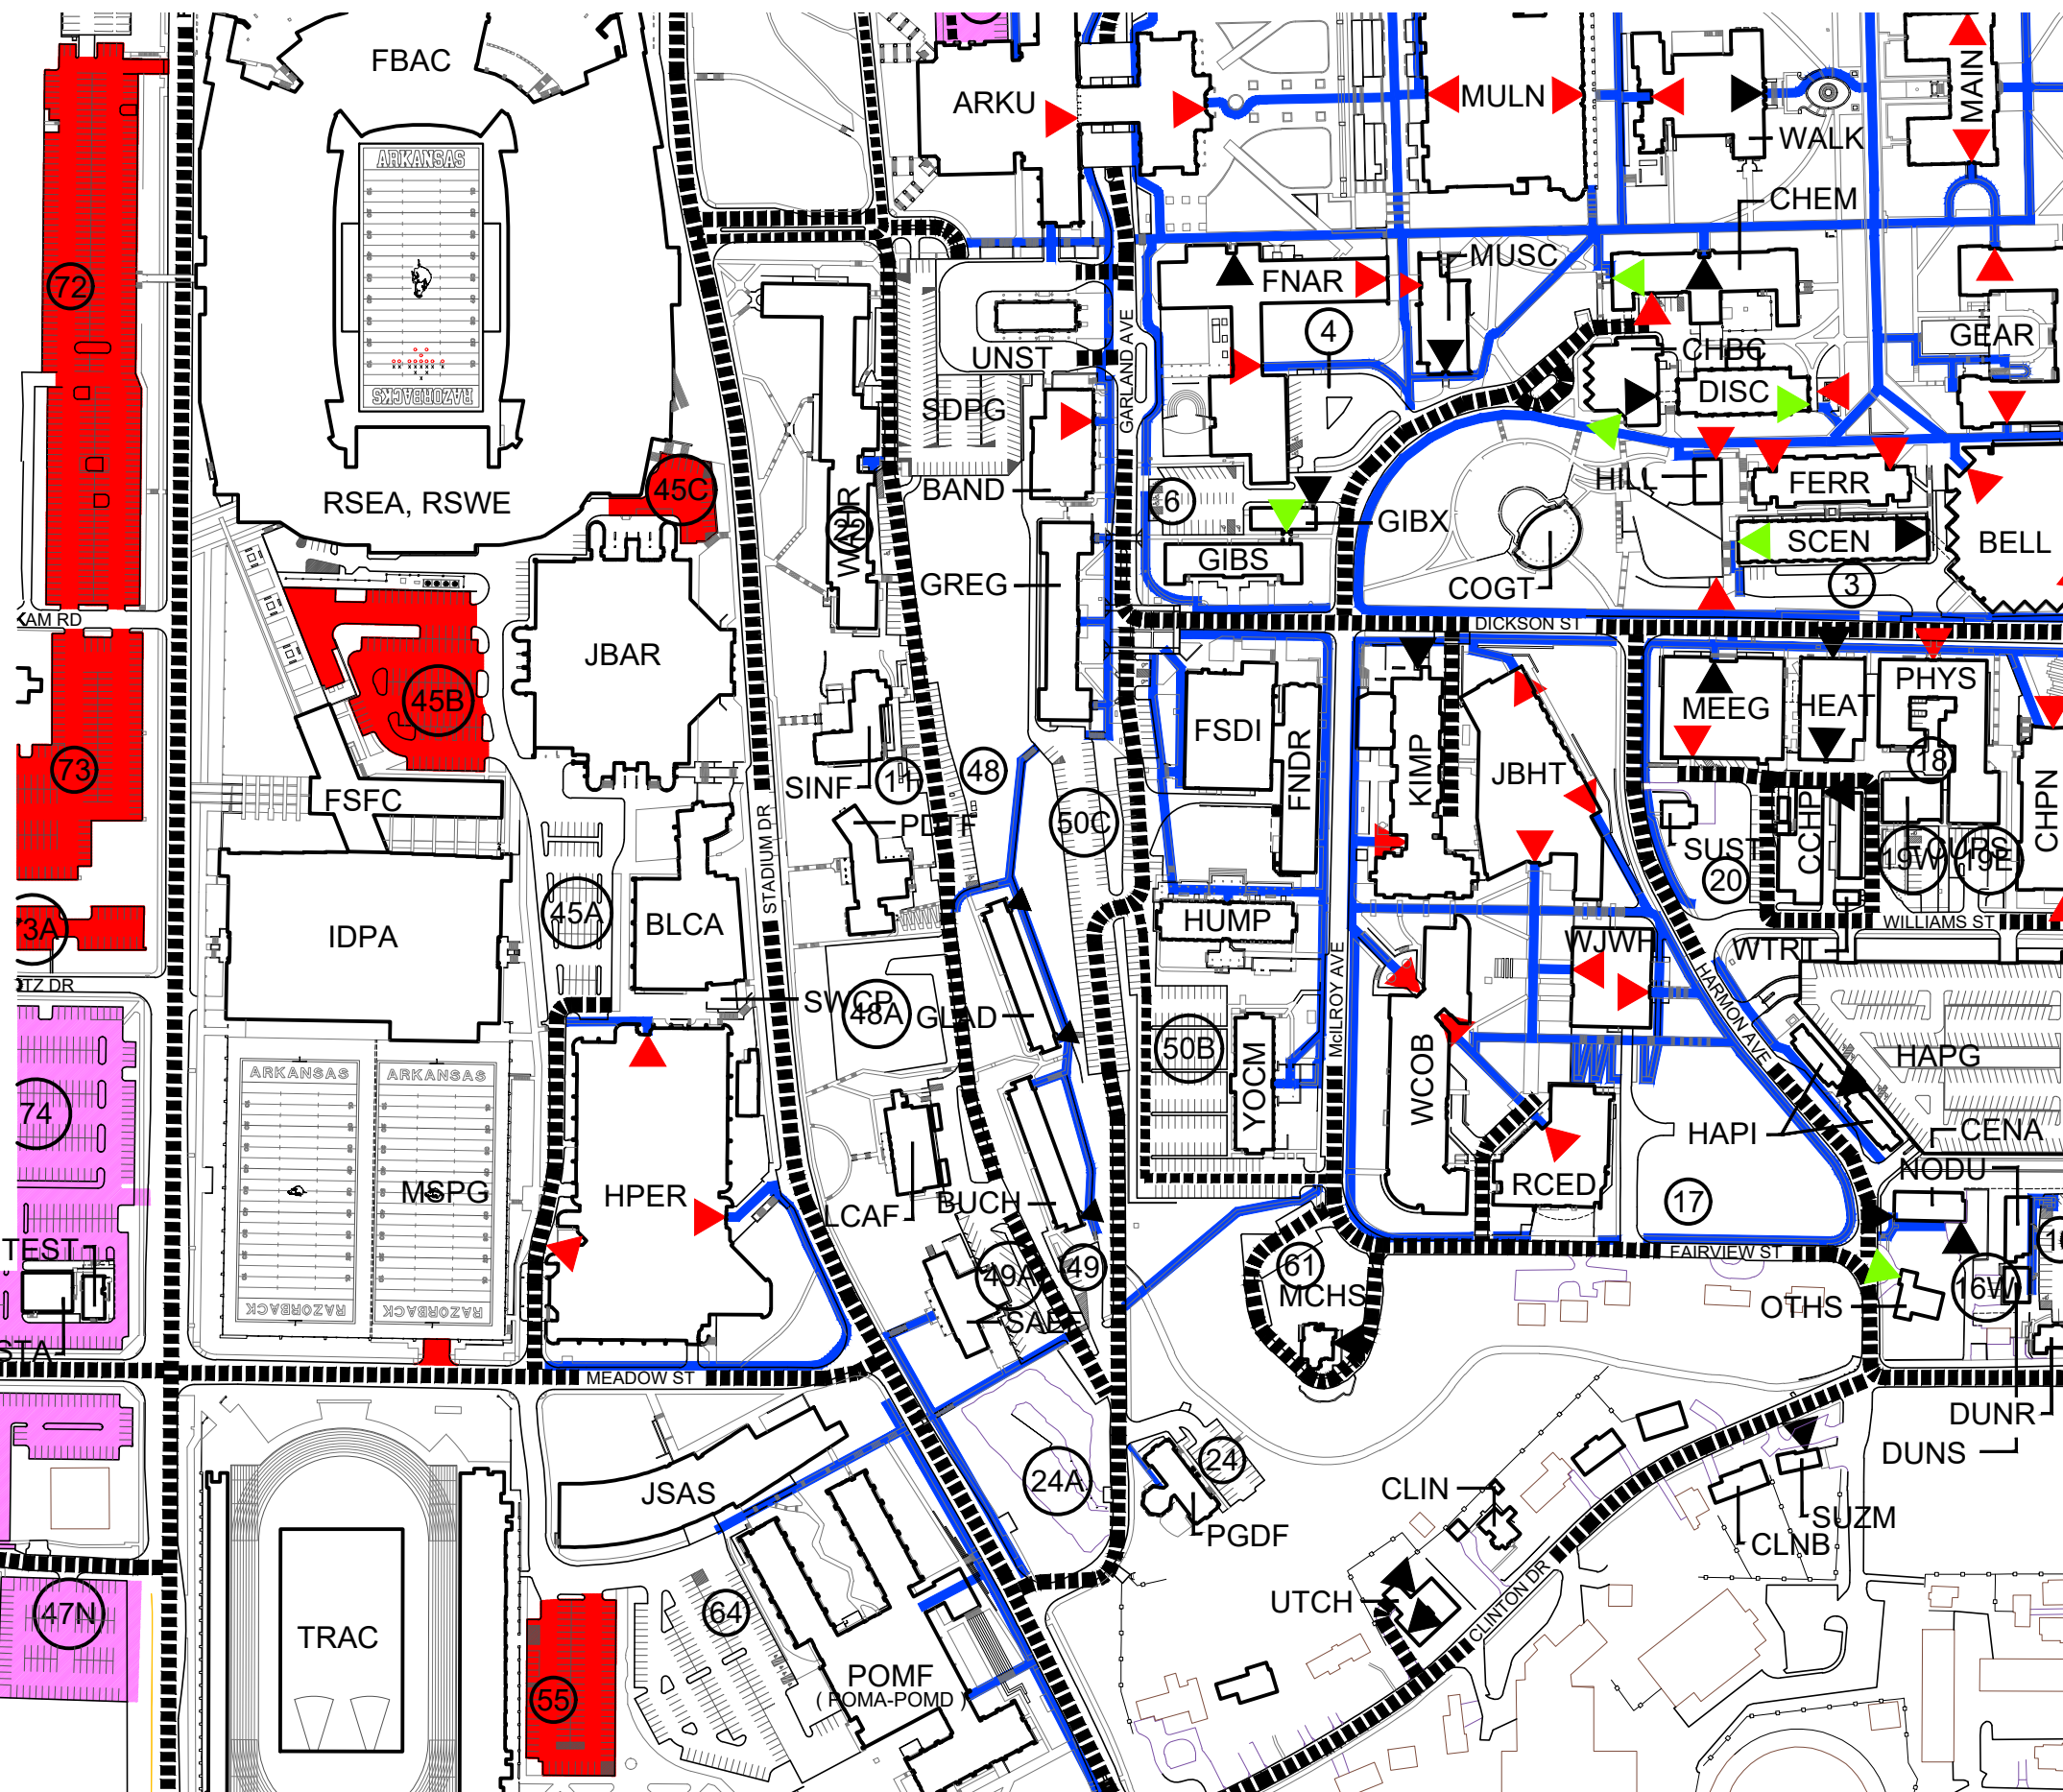 FBAC
ARKU
MULN
MAIN
WALK
CHEM
ARKANSAS
72
RAZORBACKS
FNAR
MUSC
4
UNST
GARLAND AVE
CHBC
GEAR
DISC
SDPG
RSEA, RSWE
45C
BAND
6
GIBX
HILL
FERR
22
SCEN
BELL
GREG
GIBS
COGT
3
DICKSON ST
JBAR
45B
73
FSDI
FNDR
KIMP
JBHT
MEEG
HEAT
PHYS
18
SINF
11
48
50C
FSFC
CCHP
CHPN
SUST
20
19W
19E
STADIUM DR
45A
BLCA
IDPA
HUMP
WILLIAMS ST
WTRT
McILROY AVE
SWCP
48A
GLAD
HARMON AVE
50B
YOCM
WCOB
HAPG
HAPI
CENA
ARKANSAS
ARKANSAS
74
MSPG
HPER
LCAF
BUCH
RCED
17
NODU
TEST
49A
49
61
MCHS
FAIRVIEW ST
16W
OTHS
RAZORBACK
RAZORBACK
MEADOW ST
DUNR
DUNS
24A
24
JSAS
PGDF
CLIN
SUZM
CLNB
UTCH
CLINTON DR
47N
64
TRAC
POMF
( POMA-POMD )
55